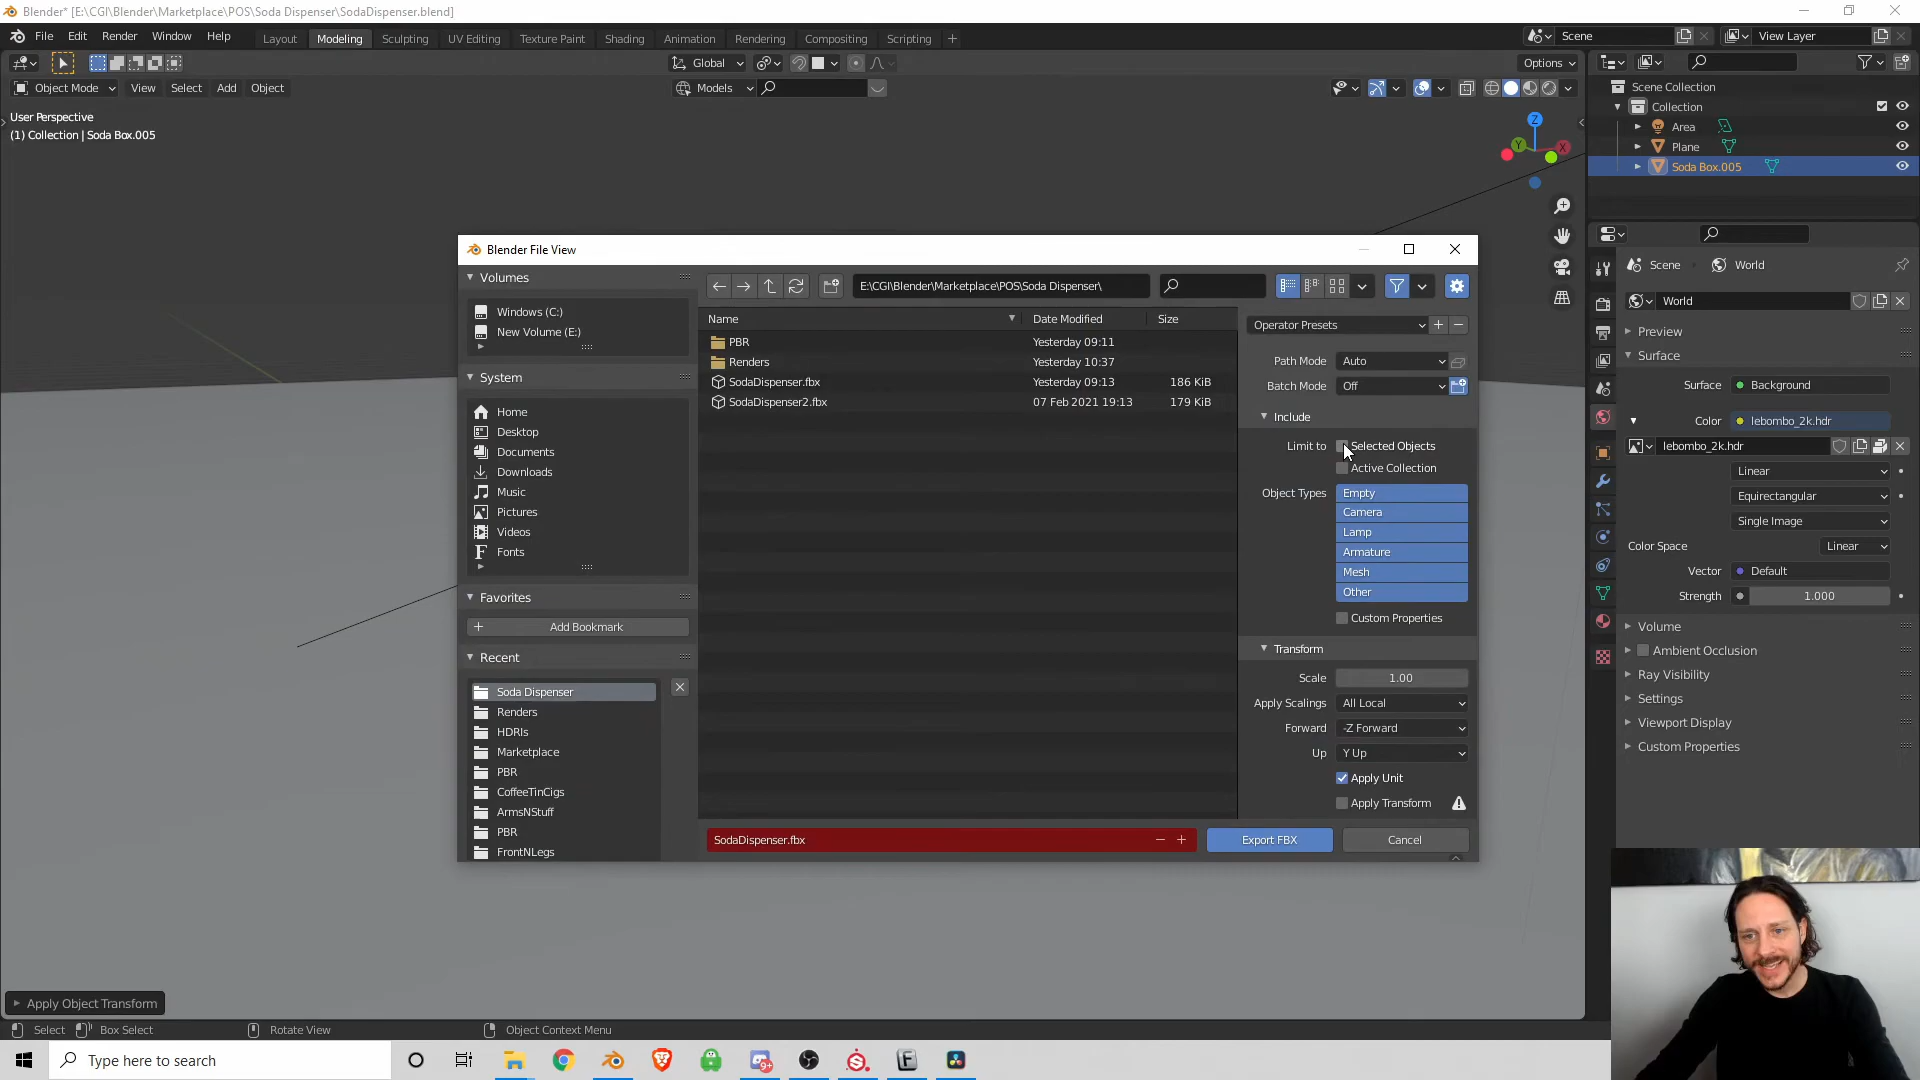 Blender* [E:\CGI\Blender\Marketplace\POS\Soda Dispenser\SodaDispenser.blend]
File Edit Render Window Help
Layout Modeling Sculpting UV Editing Texture Paint Shading Animation Rendering Compositing Scripting
Scene View Layer
Global Options
Object Mode View Select Add Object Models
User Perspective
(1) Collection | Soda Box.005
Z
Y
X
Scene Collection
Collection
Area
Plane
Soda Box.005
Blender File View
Volumes
Windows (C:)
New Volume (E:)
System
Home
Desktop
Documents
Downloads
Music
Pictures
Videos
Fonts
Favorites
Add Bookmark
Recent
Soda Dispenser
Renders
HDRIs
Marketplace
PBR
CoffeeTinCigs
ArmsNStuff
PBR
FrontNLegs
E:\CGI\Blender\Marketplace\POS\Soda Dispenser\
Name Date Modified Size
PBR Yesterday 09:11
Renders Yesterday 10:37
SodaDispenser.fbx Yesterday 09:13 186 KiB
SodaDispenser2.fbx 07 Feb 2021 19:13 179 KiB
Operator Presets
Path Mode Auto
Batch Mode Off
Include
Limit to Selected Objects
Active Collection
Object Types Empty
Camera
Lamp
Armature
Mesh
Other
Custom Properties
Transform
Scale 1.00
Apply Scalings All Local
Forward -Z Forward
Up Y Up
Apply Unit
Apply Transform
SodaDispenser.fbx Export FBX Cancel
Scene World
World
Preview
Surface
Surface Background
Color lebombo_2k.hdr
lebombo_2k.hdr
Linear
Equirectangular
Single Image
Color Space Linear
Vector Default
Strength 1.000
Volume
Ambient Occlusion
Ray Visibility
Settings
Viewport Display
Custom Properties
Apply Object Transform
Select Box Select Rotate View Object Context Menu
Type here to search
9+